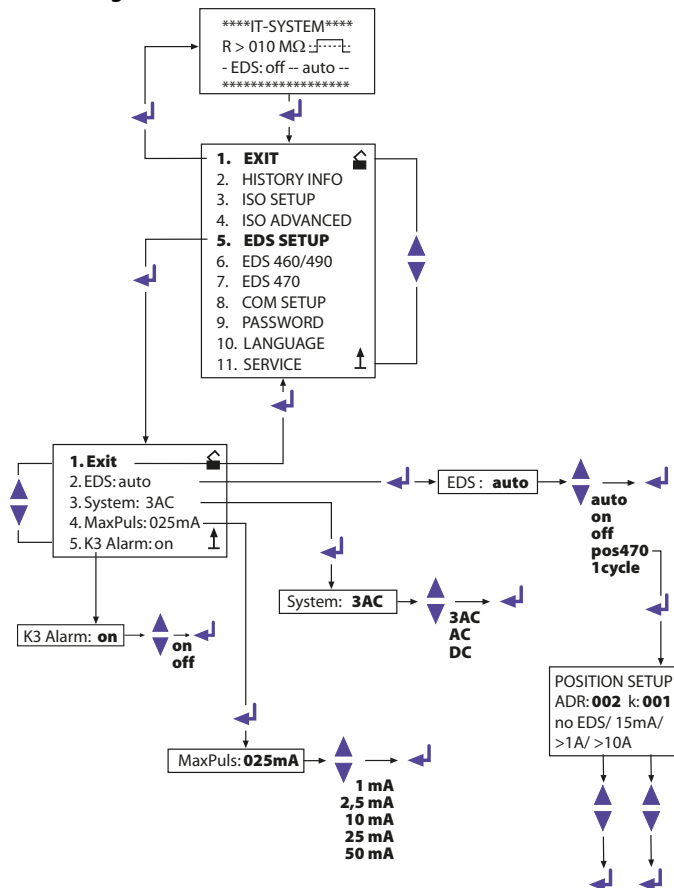 ****IT-SYSTEM****
R > 010 MΩ
- EDS: off -- auto --
******************
1. EXIT
2. HISTORY INFO
3. ISO SETUP
4. ISO ADVANCED
5. EDS SETUP
6. EDS 460/490
7. EDS 470
8. COM SETUP
9. PASSWORD
10. LANGUAGE
11. SERVICE
1. Exit
2. EDS: auto
3. System: 3AC
4. MaxPuls: 025mA
5. K3 Alarm: on
EDS : auto
auto
on
off
pos470
1cycle
System: 3AC
3AC
AC
DC
K3 Alarm: on
on
off
POSITION SETUP
ADR: 002 k: 001
no EDS/ 15mA/
>1A/ >10A
MaxPuls: 025mA
1 mA
2,5 mA
10 mA
25 mA
50 mA